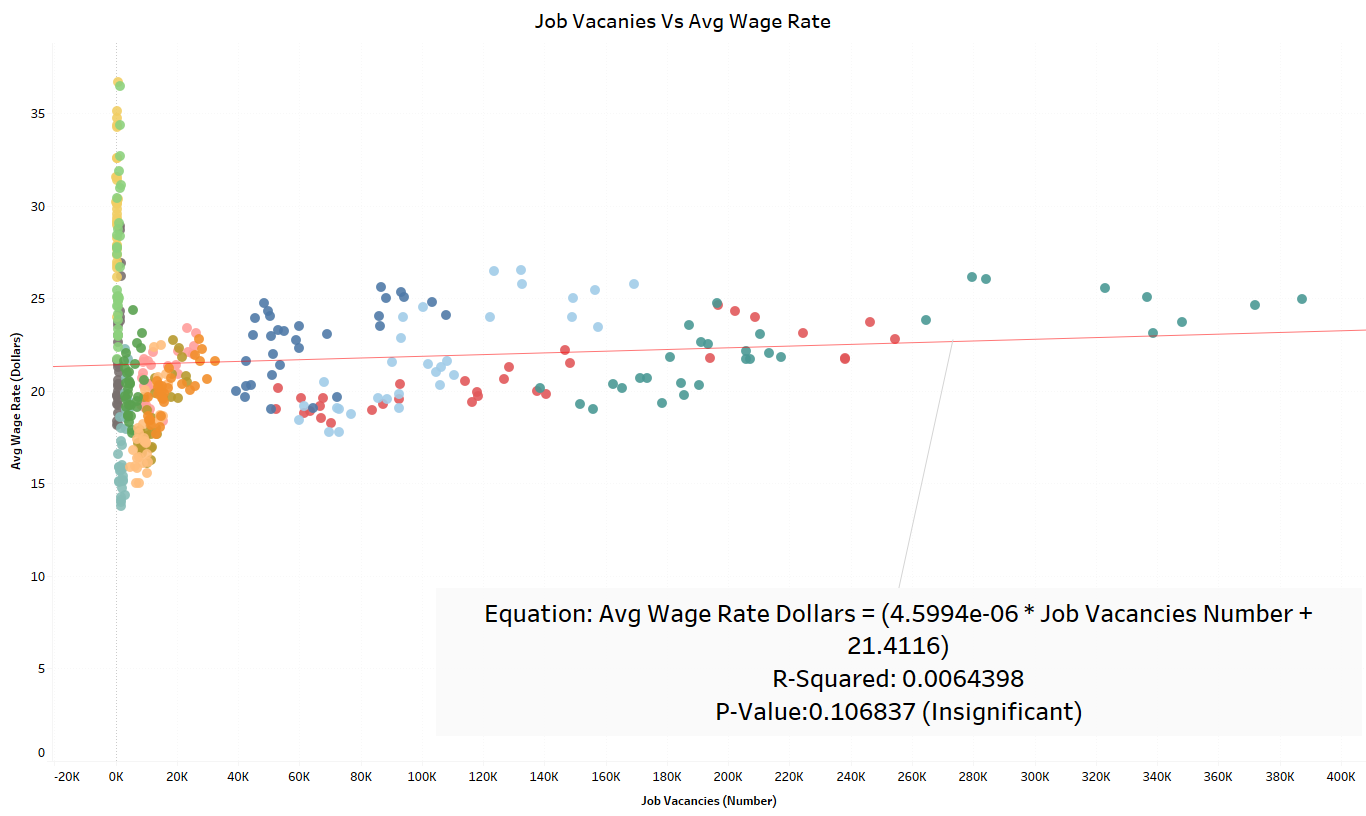 Job Vacanies Vs Avg Wage Rate
35
30
25
20
15
10
5
0
Avg Wage Rate (Dollars)
Equation: Avg Wage Rate Dollars = (4.5994e-06 * Job Vacancies Number +
21.4116)
R-Squared: 0.0064398
P-Value:0.106837 (Insignificant)
-20K 0K 20K 40K 60K 80K 100K 120K 140K 160K 180K 200K 220K 240K 260K 280K 300K 320K 340K 360K 380K 400K
Job Vacancies (Number)